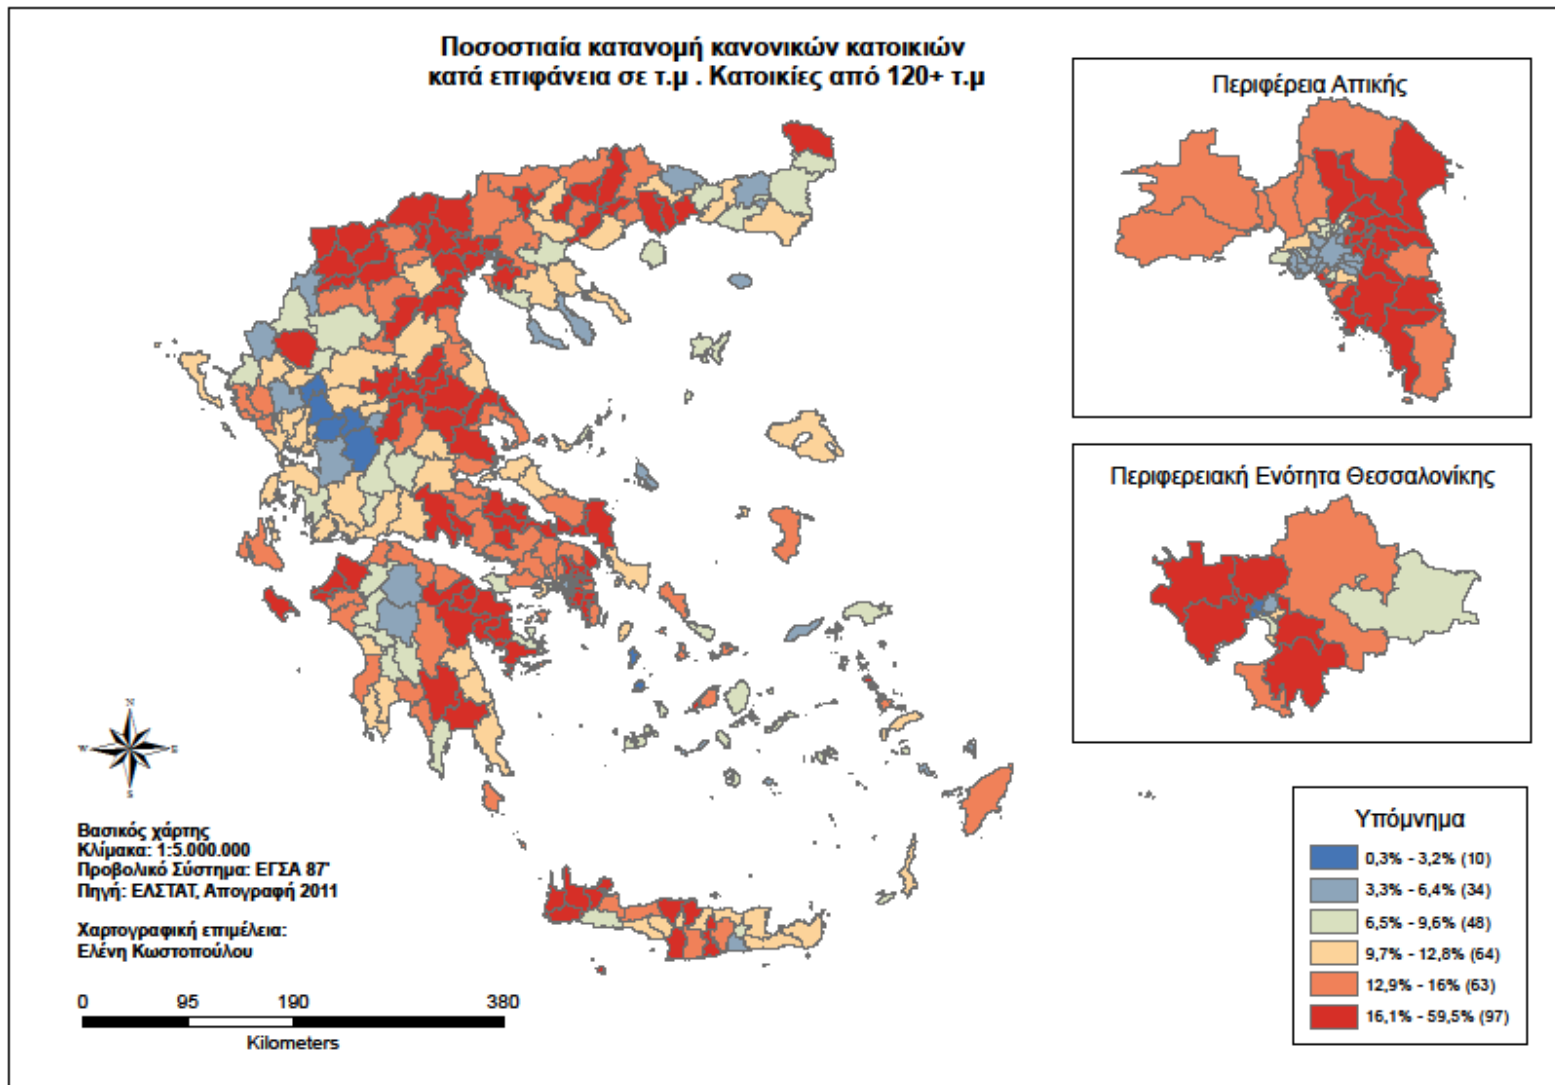 Ποσοστιαία κατανομή κανονικών κατοικιών
κατά επιφάνεια σε τ.μ . Κατοικίες από 120+ τ.μ
Περιφέρεια Αττικής
Περιφερειακή Ενότητα Θεσσαλονίκης
N
W
E
S
Βασικός χάρτης
Κλίμακα: 1:5.000.000
Προβολικό Σύστημα: ΕΓΣΑ 87'
Πηγή: ΕΛΣΤΑΤ, Απογραφή 2011
Χαρτογραφική επιμέλεια:
Ελένη Κωστοπούλου
0 95 190 380
Kilometers
Υπόμνημα
0,3% - 3,2% (10)
3,3% - 6,4% (34)
6,5% - 9,6% (48)
9,7% - 12,8% (64)
12,9% - 16% (63)
16,1% - 59,5% (97)